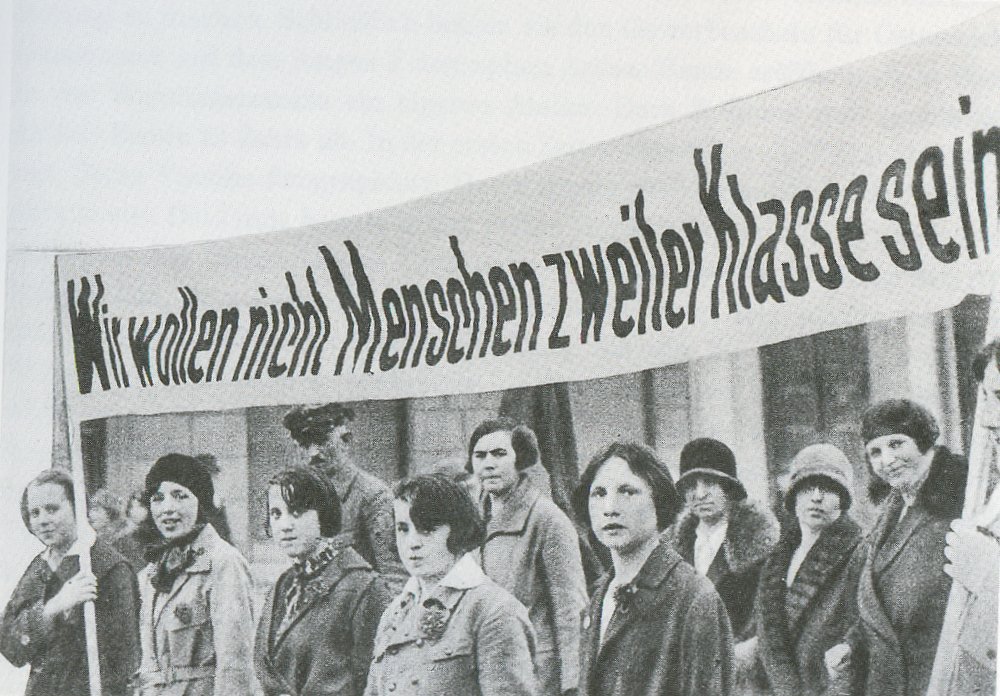 Wir wollen nicht Menschen zweiter Klasse sein